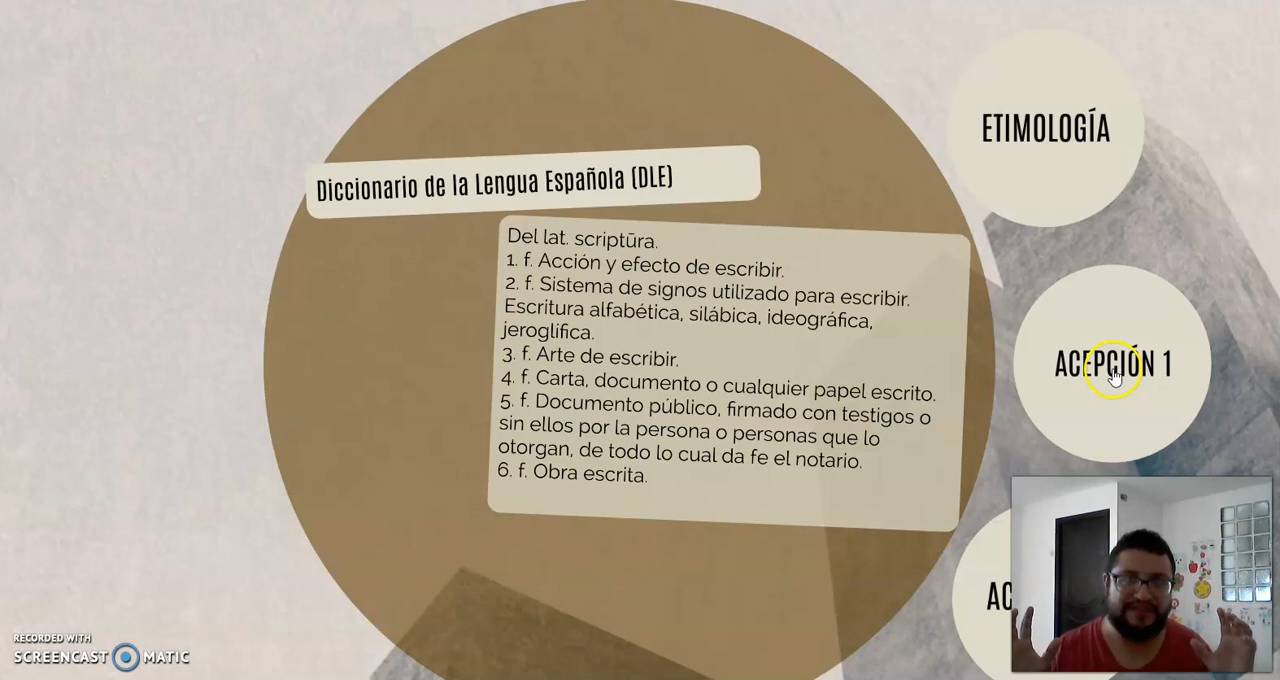 Diccionario de la Lengua Española (DLE)
Del lat. scriptūra.
1. f. Acción y efecto de escribir.
2. f. Sistema de signos utilizado para escribir.
Escritura alfabética, silábica, ideográfica,
jeroglífica.
3. f. Arte de escribir.
4. f. Carta, documento o cualquier papel escrito.
5. f. Documento público, firmado con testigos o
sin ellos por la persona o personas que lo
otorgan, de todo lo cual da fe el notario.
6. f. Obra escrita.
ETIMOLOGÍA
ACEPCIÓN 1
AC
RECORDED WITH
SCREENCAST MATIC